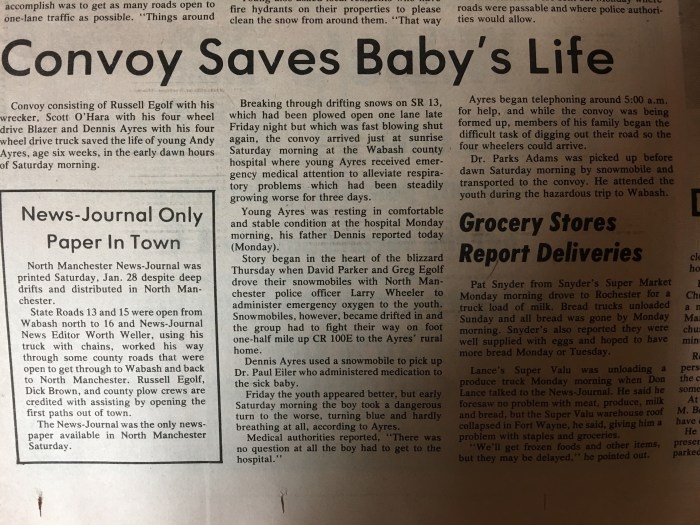 accomplish was to get as many roads open to
one-lane traffic as possible. "Things around
fire hydrants on their properties to please
clean the snow from around them. "That way
roads were passable and where police authori-
ties would allow.
Convoy Saves Baby's Life
Convoy consisting of Russell Egolf with his
wrecker, Scott O'Hara with his four wheel
drive Blazer and Dennis Ayres with his four
wheel drive truck saved the life of young Andy
Ayres, age six weeks, in the early dawn hours
of Saturday morning.
News-Journal Only
Paper In Town
North Manchester News-Journal was
printed Saturday, Jan. 28 despite deep
drifts and distributed in North Man-
chester.
State Roads 13 and 15 were open from
Wabash north to 16 and News-Journal
News Editor Worth Weller, using his
truck with chains, worked his way
through some county roads that were
open to get through to Wabash and back
to North Manchester. Russell Egolf,
Dick Brown, and county plow crews are
credited with assisting by opening the
first paths out of town.
The News-Journal was the only news-
paper available in North Manchester
Saturday.
Breaking through drifting snows on SR 13,
which had been plowed open one lane late
Friday night but which was fast blowing shut
again, the convoy arrived just at sunrise
Saturday morning at the Wabash county
hospital where young Ayres received emer-
gency medical attention to alleviate respira-
tory problems which had been steadily
growing worse for three days.
Young Ayres was resting in comfortable
and stable condition at the hospital Monday
morning, his father Dennis reported today
(Monday).
Story began in the heart of the blizzard
Thursday when David Parker and Greg Egolf
drove their snowmobiles with North Man-
chester police officer Larry Wheeler to
administer emergency oxygen to the youth.
Snowmobiles, however, became drifted in and
the group had to fight their way on foot
one-half mile up CR 100E to the Ayres' rural
home.
Dennis Ayres used a snowmobile to pick up
Dr. Paul Eiler who administered medication to
the sick baby.
Friday the youth appeared better, but early
Saturday morning the boy took a dangerous
turn to the worse, turning blue and hardly
breathing at all, according to Ayres.
Medical authorities reported, "There was
no question at all the boy had to get to the
hospital."
Ayres began telephoning around 5:00 a.m.
for help, and while the convoy was being
formed up, members of his family began the
difficult task of digging out their road so the
four wheelers could arrive.
Dr. Parks Adams was picked up before
dawn Saturday morning by snowmobile and
transported to the convoy. He attended the
youth during the hazardous trip to Wabash.
Grocery Stores
Report Deliveries
Pat Snyder from Snyder's Super Market
Monday morning drove to Rochester for a
truck load of milk. Bread trucks unloaded
Sunday and all bread was gone by Monday
morning. Snyder's also reported they were
well supplied with eggs and hoped to have
more bread Monday or Tuesday.
Lance's Super Valu was unloading a
produce truck Monday morning when Don
Lance talked to the News-Journal. He said he
foresaw no problem with meat, produce, milk
and bread, but the Super Valu warehouse roof
collapsed in Fort Wayne, he said, giving him a
problem with staples and groceries.
"We'll get frozen foods and other items,
but they may be delayed," he pointed out.